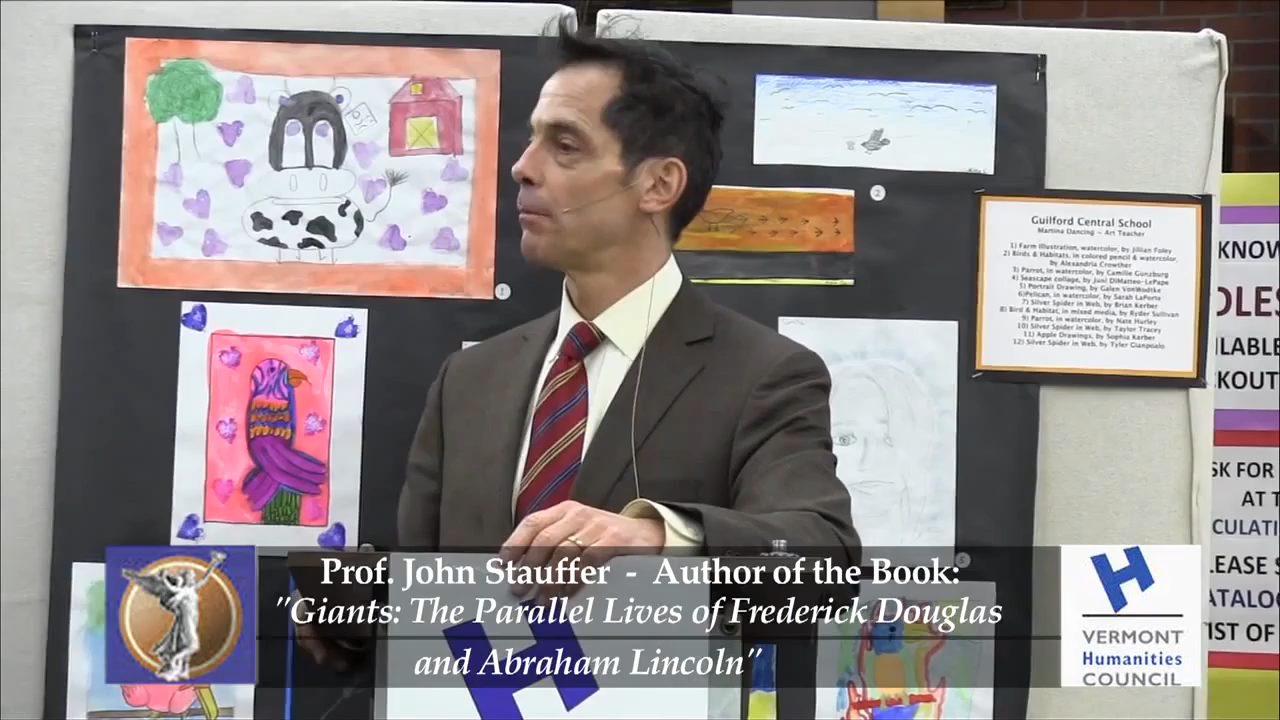 Guilford Central School
Martina Dancing ~ Art Teacher
1) Farm Illustration, watercolor, by Jillian Foley
2) Birds & Habitats, in colored pencil & watercolor,
by Alexandria Crowther
3) Parrot, in watercolor, by Camille Gunzburg
4) Seascape collage, by Juni DiMatteo-LePape
5) Portrait Drawing, by Galen VonWodtke
6)Pelican, in watercolor, by Sarah LaPorte
7) Silver Spider in Web, by Brian Kerber
8) Bird & Habitat, in mixed media, by Ryder Sullivan
9) Parrot, in watercolor, by Nate Hurley
10) Silver Spider in Web, by Taylor Tracey
11) Apple Drawings, by Sophia Kerber
12) Silver Spider in Web, by Tyler Gianpoalo
1
2
KNOW
OLES
ILABLE
KOUT
SK FOR
AT T
CULATI
LEASE S
ATALO
IST OF
Prof. John Stauffer - Author of the Book:
"Giants: The Parallel Lives of Frederick Douglas
and Abraham Lincoln"
H
VERMONT
Humanities
COUNCIL